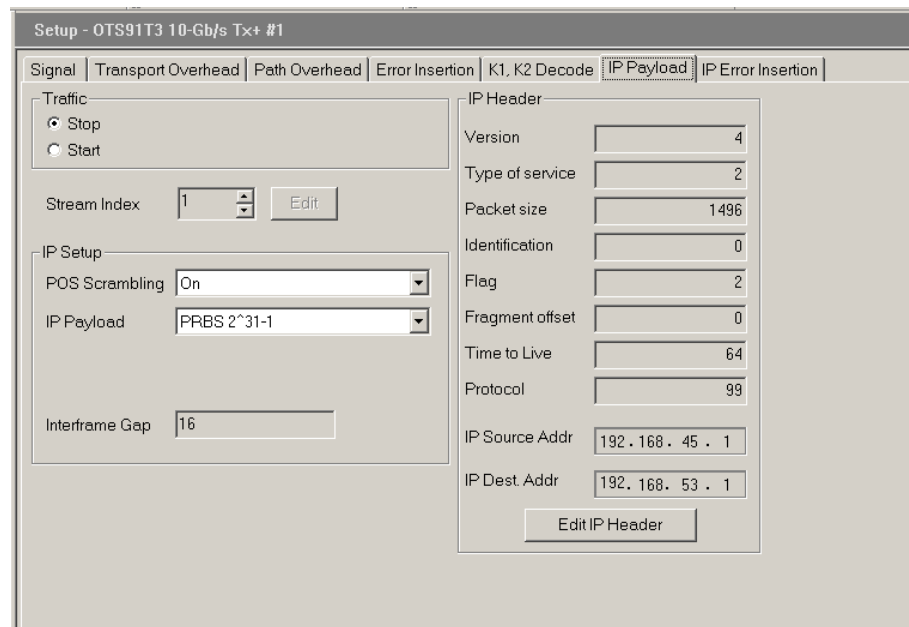 Setup - OTS91T3 10-Gb/s Tx+ #1
Signal Transport Overhead Path Overhead Error Insertion K1, K2 Decode IP Payload IP Error Insertion
Traffic
Stop
Start
Stream Index 1 Edit
IP Setup
POS Scrambling On
IP Payload PRBS 2^31-1
Interframe Gap 16
IP Header
Version 4
Type of service 2
Packet size 1496
Identification 0
Flag 2
Fragment offset 0
Time to Live 64
Protocol 99
IP Source Addr 192.168. 45 . 1
IP Dest. Addr 192. 168. 53 . 1
Edit IP Header